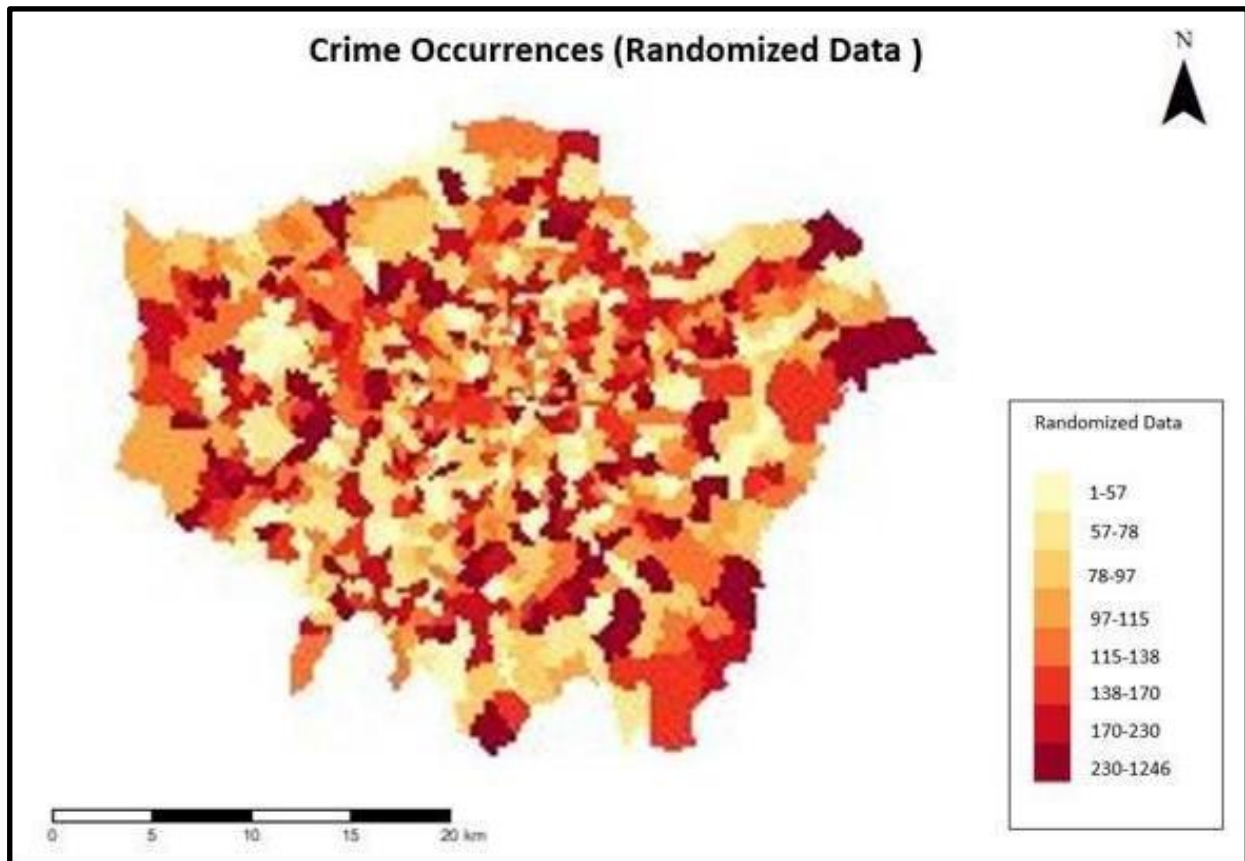 Crime Occurrences (Randomized Data )
N
Randomized Data
1-57
57-78
78-97
97-115
115-138
138-170
170-230
230-1246
0 5 10 15 20 km